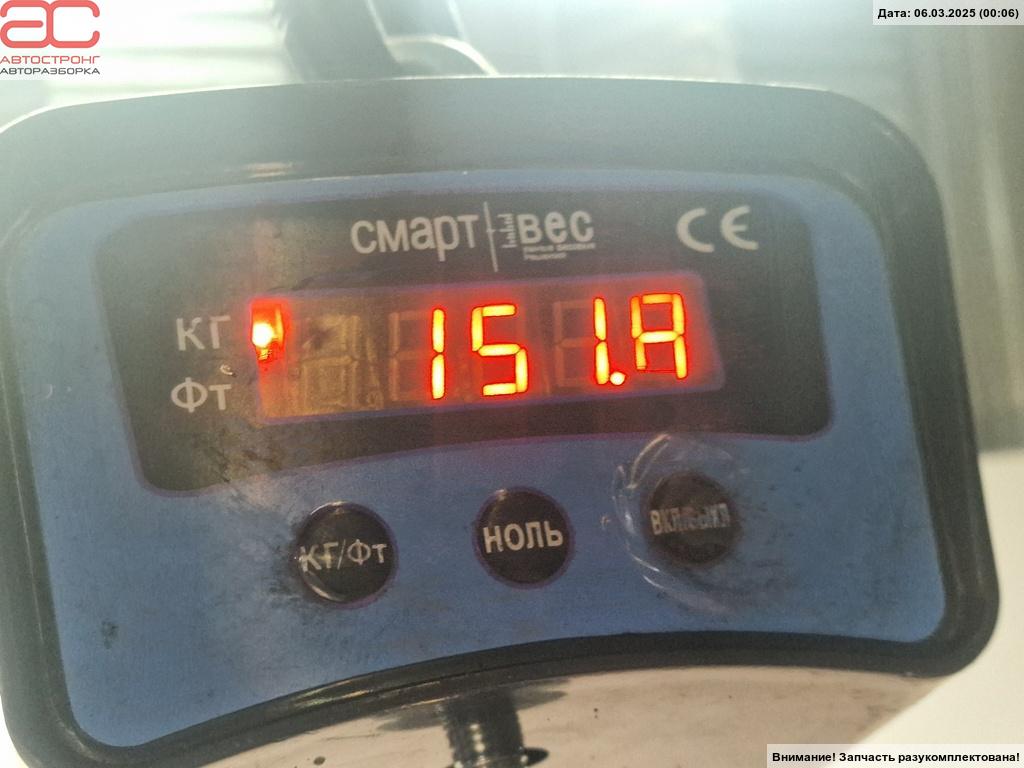 Дата: 06.03.2025 (00:06)
АВТОСТРОНГ
АВТОРАЗБОРКА
смарт вес
CE
КГ
151.8
Фт
КГ/Фт
НОЛЬ
ВКЛ/ВЫКЛ
Внимание! Запчасть разукомплектована!